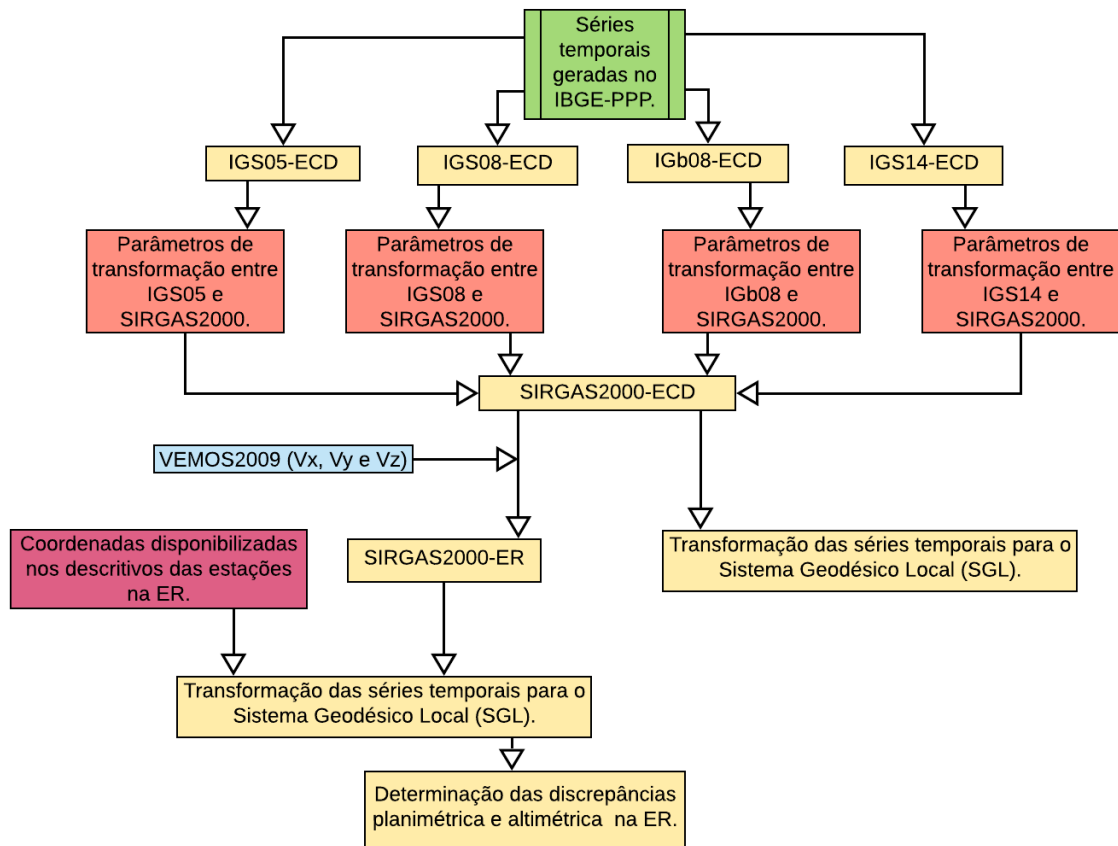 Séries
temporais
geradas no
IBGE-PPP.
IGS05-ECD
IGS08-ECD
IGb08-ECD
IGS14-ECD
Parâmetros de
transformação entre
IGS05 e
SIRGAS2000.
Parâmetros de
transformação entre
IGS08 e
SIRGAS2000.
Parâmetros de
transformação entre
IGb08 e
SIRGAS2000.
Parâmetros de
transformação entre
IGS14 e
SIRGAS2000.
SIRGAS2000-ECD
VEMOS2009 (Vx, Vy e Vz)
Coordenadas disponibilizadas
nos descritivos das estações
na ER.
SIRGAS2000-ER
Transformação das séries temporais para o
Sistema Geodésico Local (SGL).
Transformação das séries temporais para o
Sistema Geodésico Local (SGL).
Determinação das discrepâncias
planimétrica e altimétrica na ER.